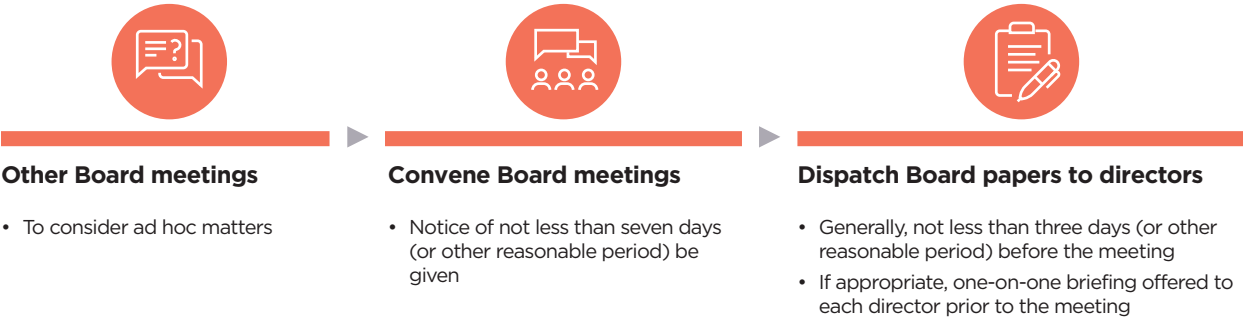 Other Board meetings
• To consider ad hoc matters
Convene Board meetings
• Notice of not less than seven days
(or other reasonable period) be
given
Dispatch Board papers to directors
• Generally, not less than three days (or other
reasonable period) before the meeting
• If appropriate, one-on-one briefing offered to
each director prior to the meeting